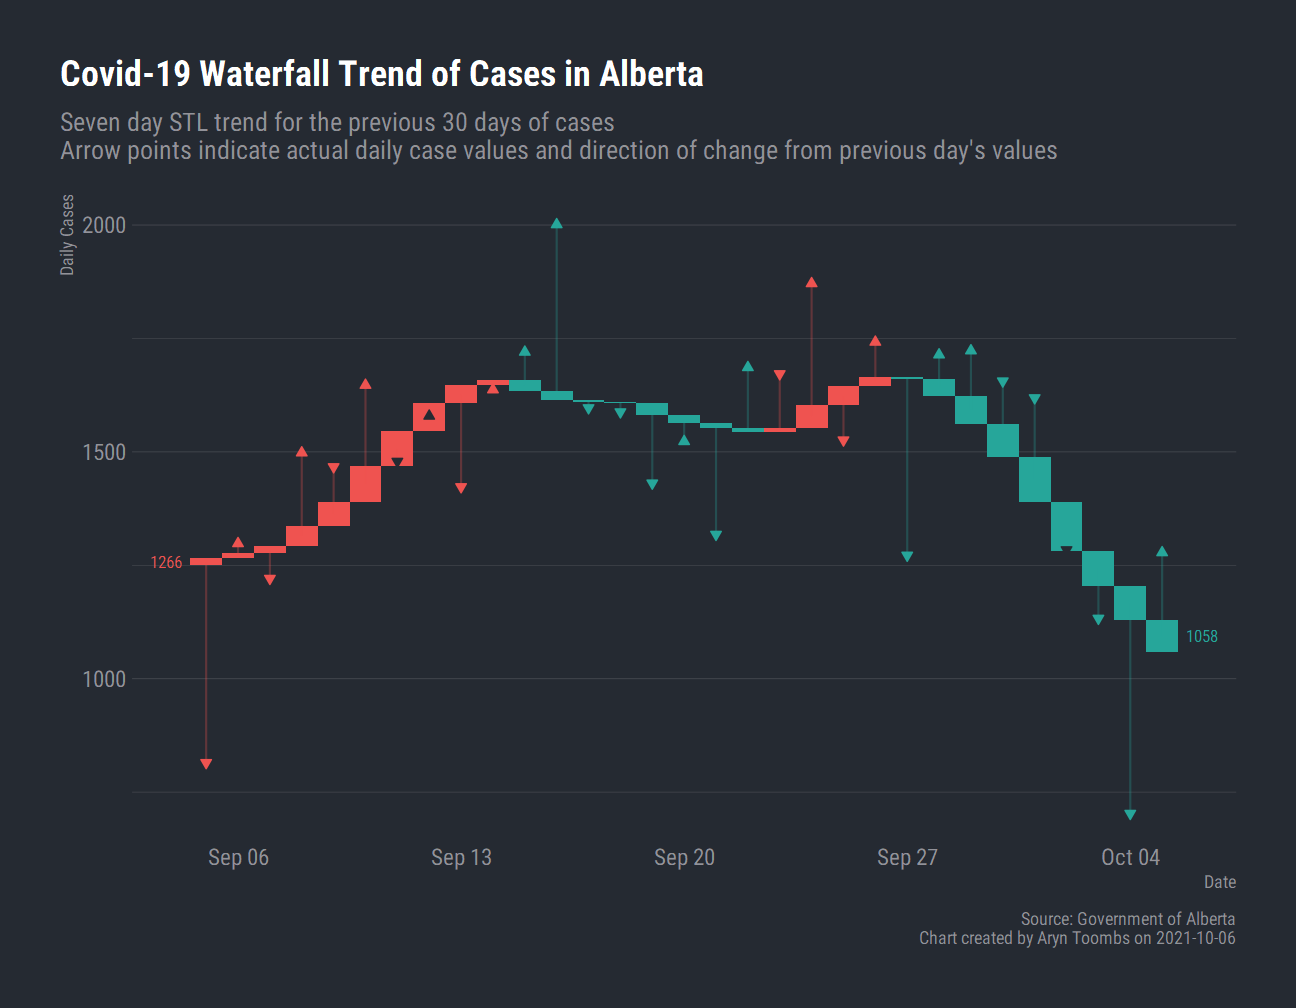 Covid-19 Waterfall Trend of Cases in Alberta
Seven day STL trend for the previous 30 days of cases
Arrow points indicate actual daily case values and direction of change from previous day's values
Daily Cases
2000
1500
1000
1266
1058
Sep 06
Sep 13
Sep 20
Sep 27
Oct 04
Date
Source: Government of Alberta
Chart created by Aryn Toombs on 2021-10-06